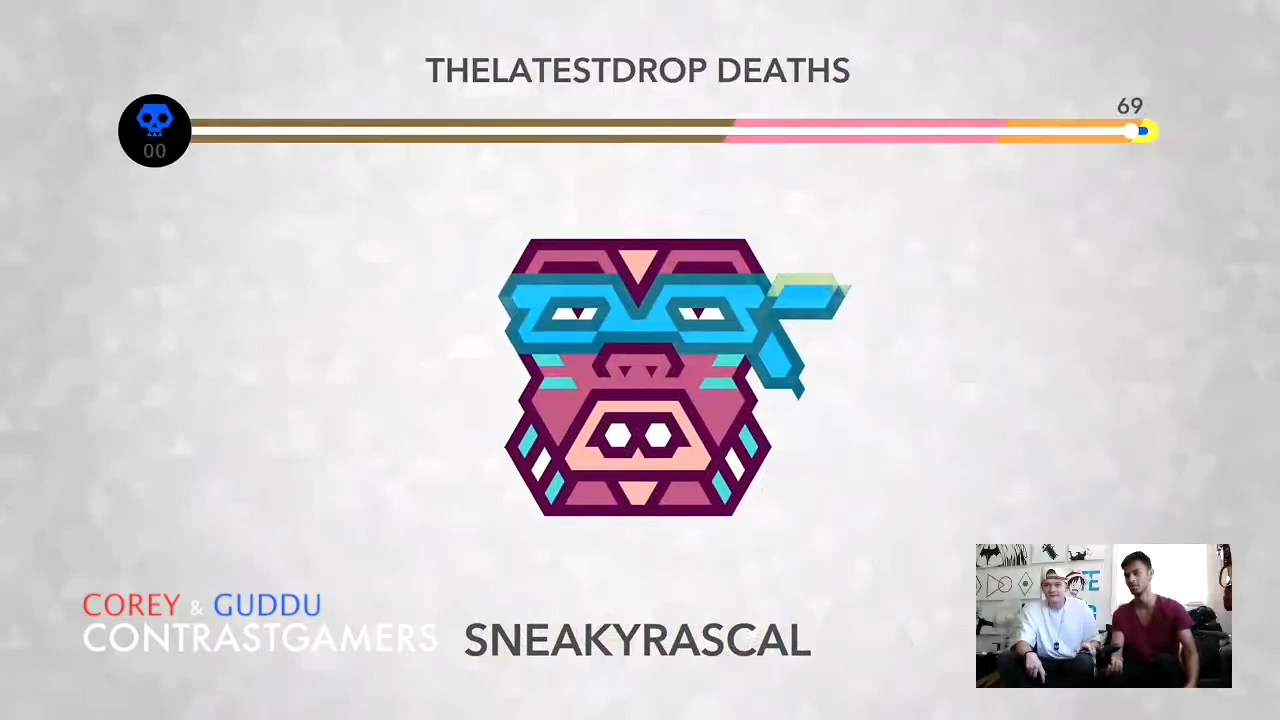 THELATESTDROP DEATHS
69
00
COREY & GUDDU
CONTRASTGAMERS
SNEAKYRASCAL